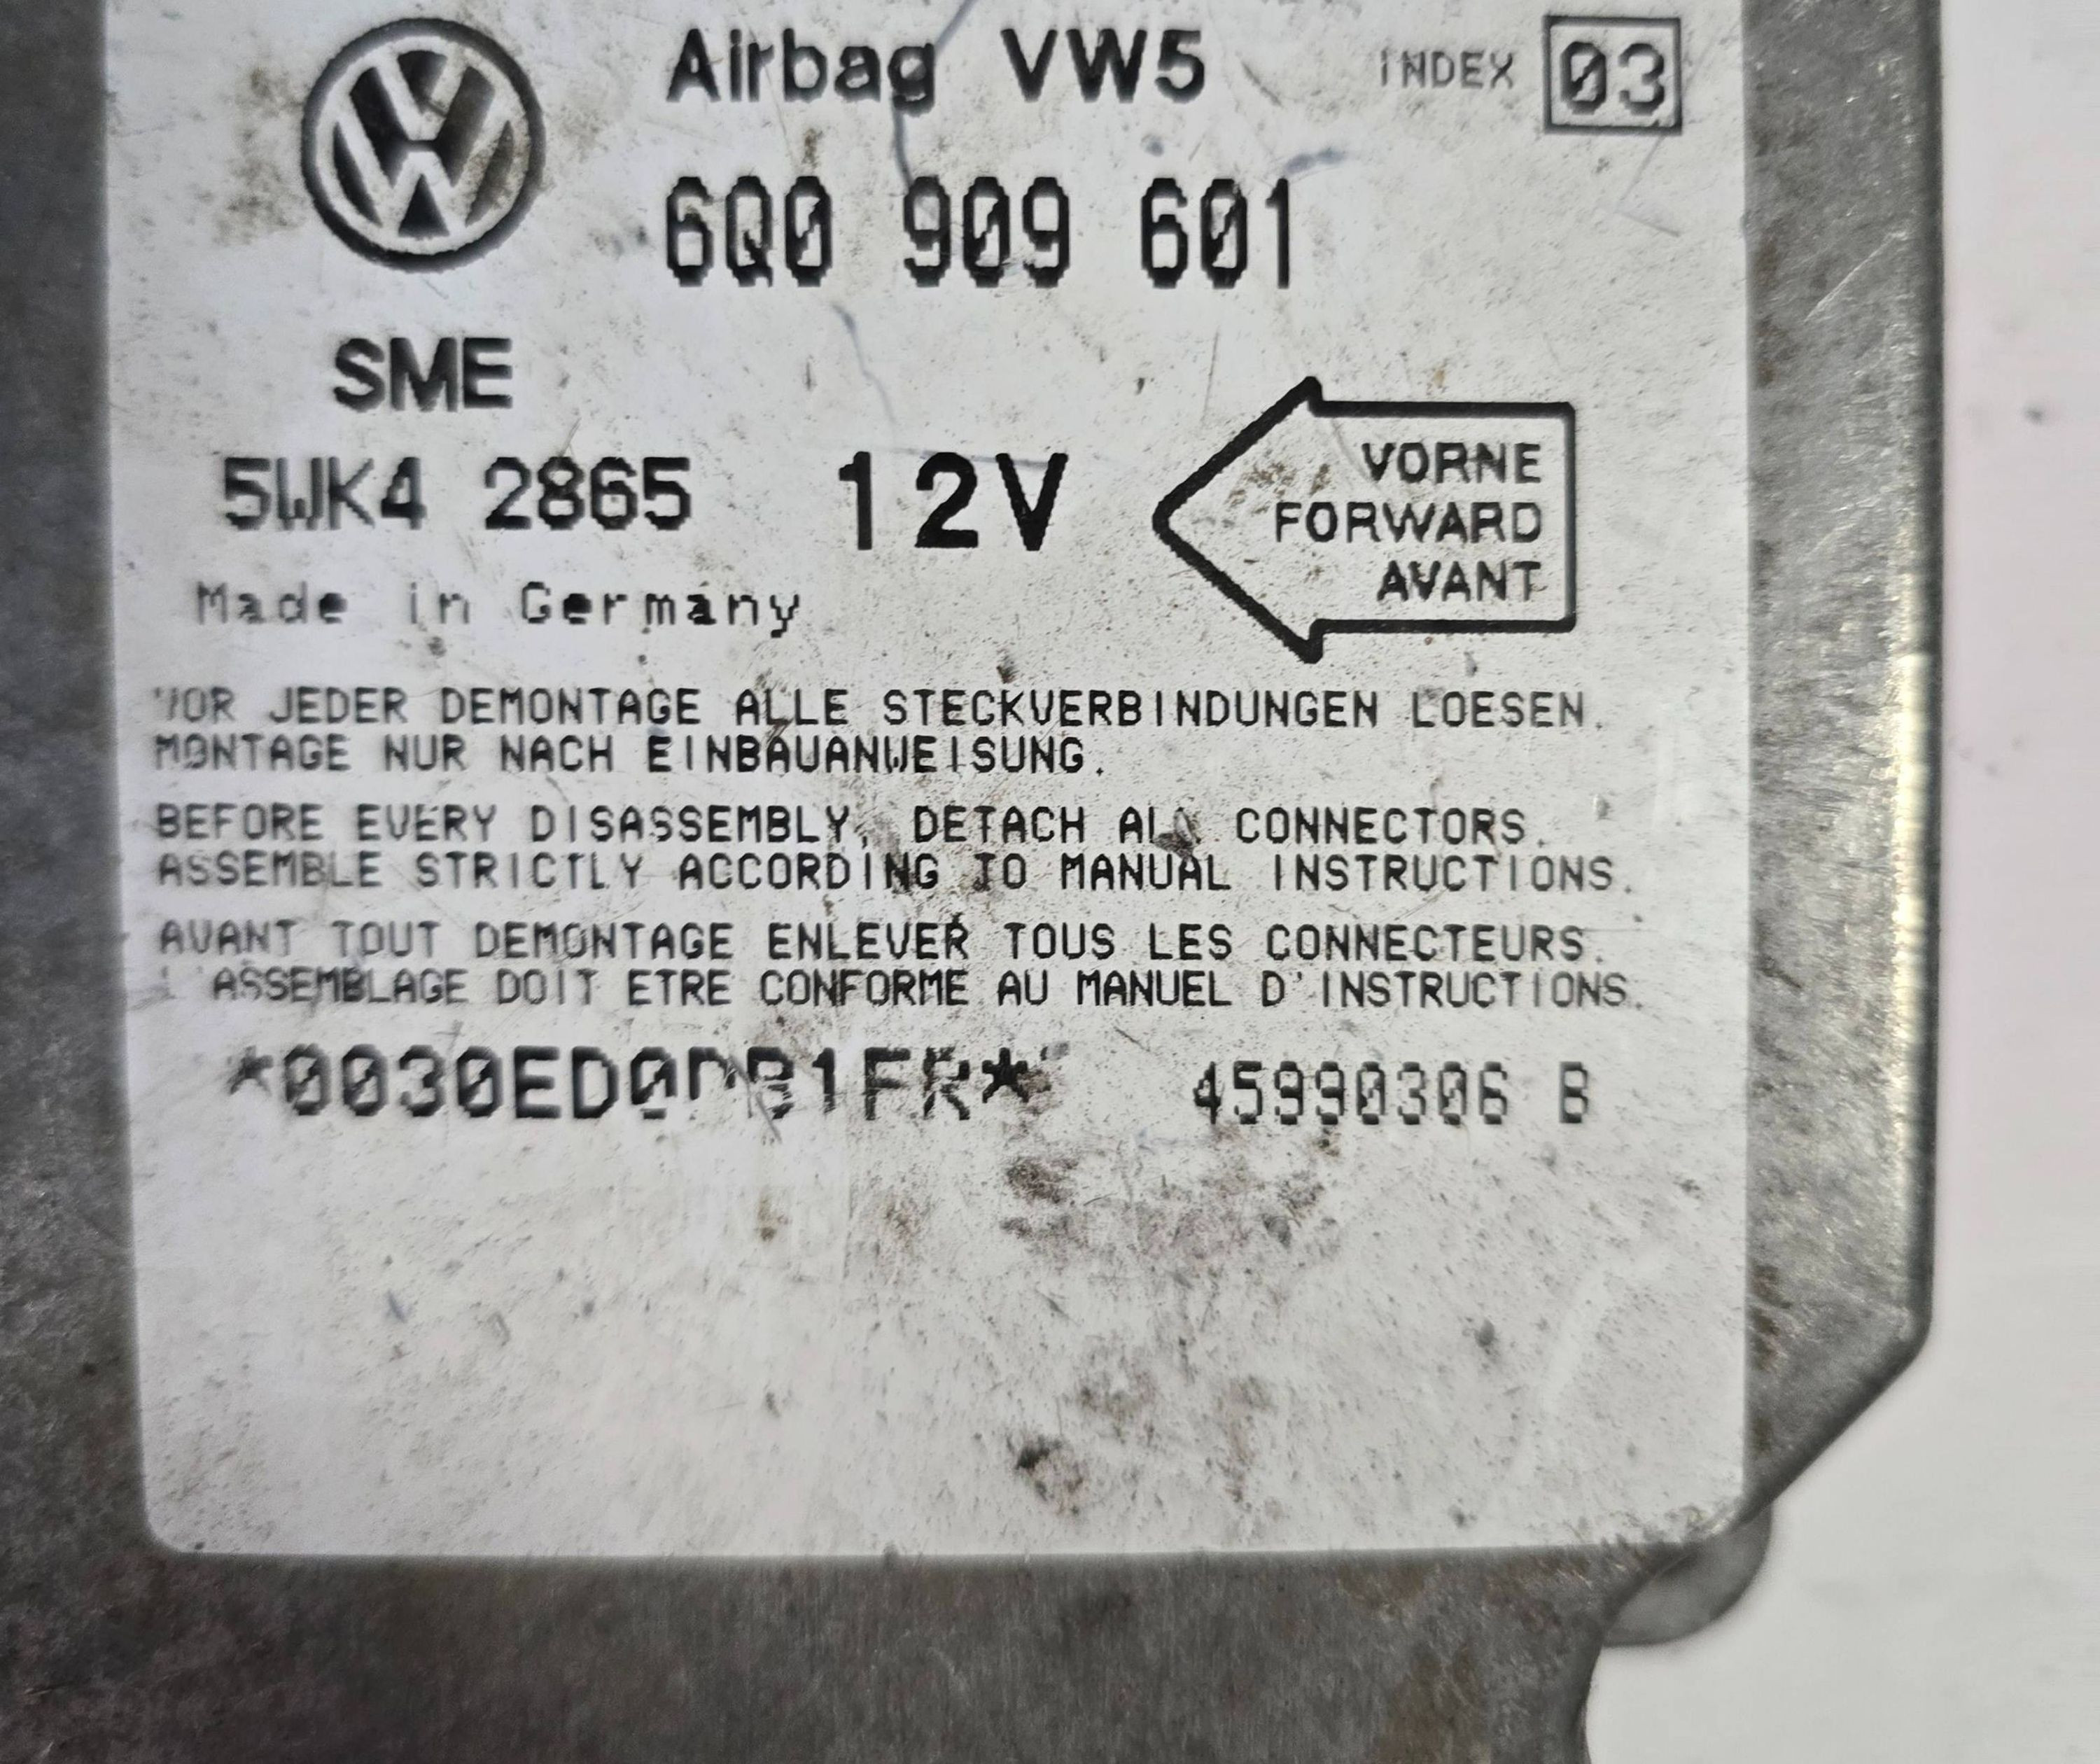 Airbag VW5 INDEX 03
6Q0 909 601
SME
5WK4 2865 12V
VORNE
FORWARD
AVANT
Made in Germany
VOR JEDER DEMONTAGE ALLE STECKVERBINDUNGEN LOESEN.
MONTAGE NUR NACH EINBAUANWEISUNG.
BEFORE EVERY DISASSEMBLY, DETACH ALL CONNECTORS.
ASSEMBLE STRICTLY ACCORDING TO MANUAL INSTRUCTIONS.
AVANT TOUT DEMONTAGE ENLEVER TOUS LES CONNECTEURS.
L'ASSEMBLAGE DOIT ETRE CONFORME AU MANUEL D'INSTRUCTIONS.
45990306 B